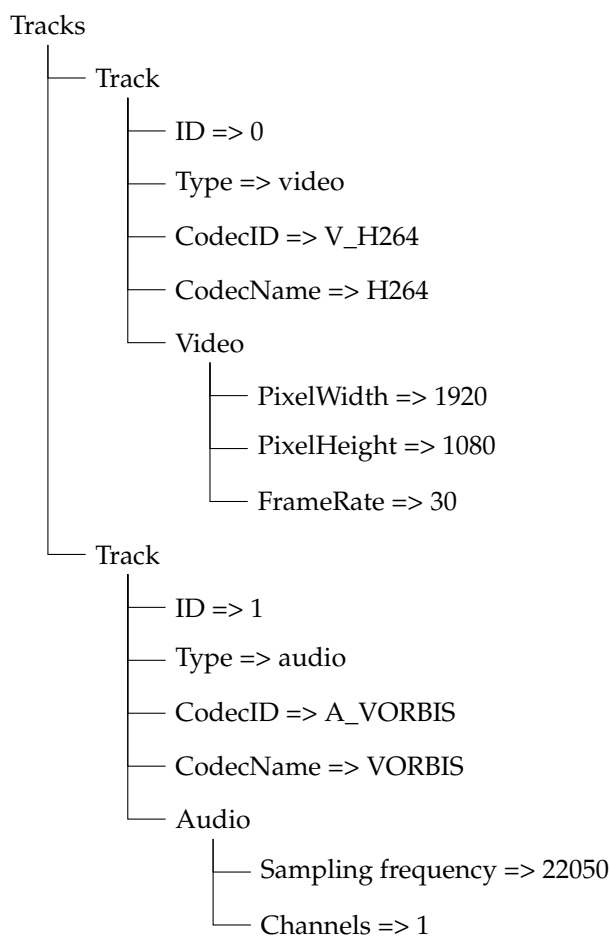 Tracks
Track
ID => 0
Type => video
CodecID => V_H264
CodecName => H264
Video
PixelWidth => 1920
PixelHeight => 1080
FrameRate => 30
Track
ID => 1
Type => audio
CodecID => A_VORBIS
CodecName => VORBIS
Audio
Sampling frequency => 22050
Channels => 1